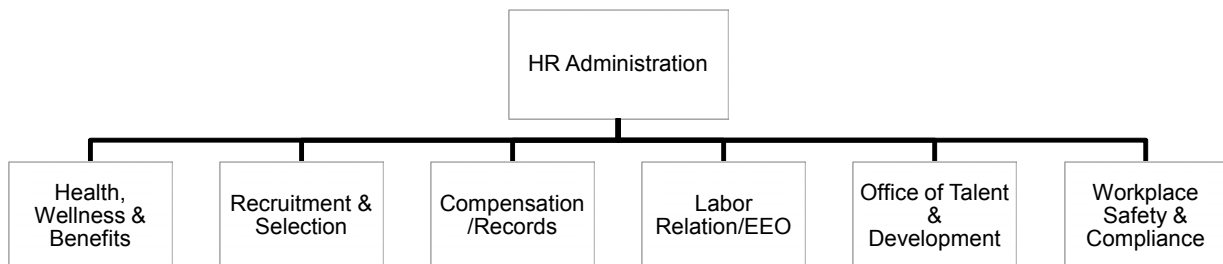 HR Administration
Health,
Wellness &
Benefits
Recruitment &
Selection
Compensation
/Records
Labor
Relation/EEO
Office of Talent
&
Development
Workplace
Safety &
Compliance